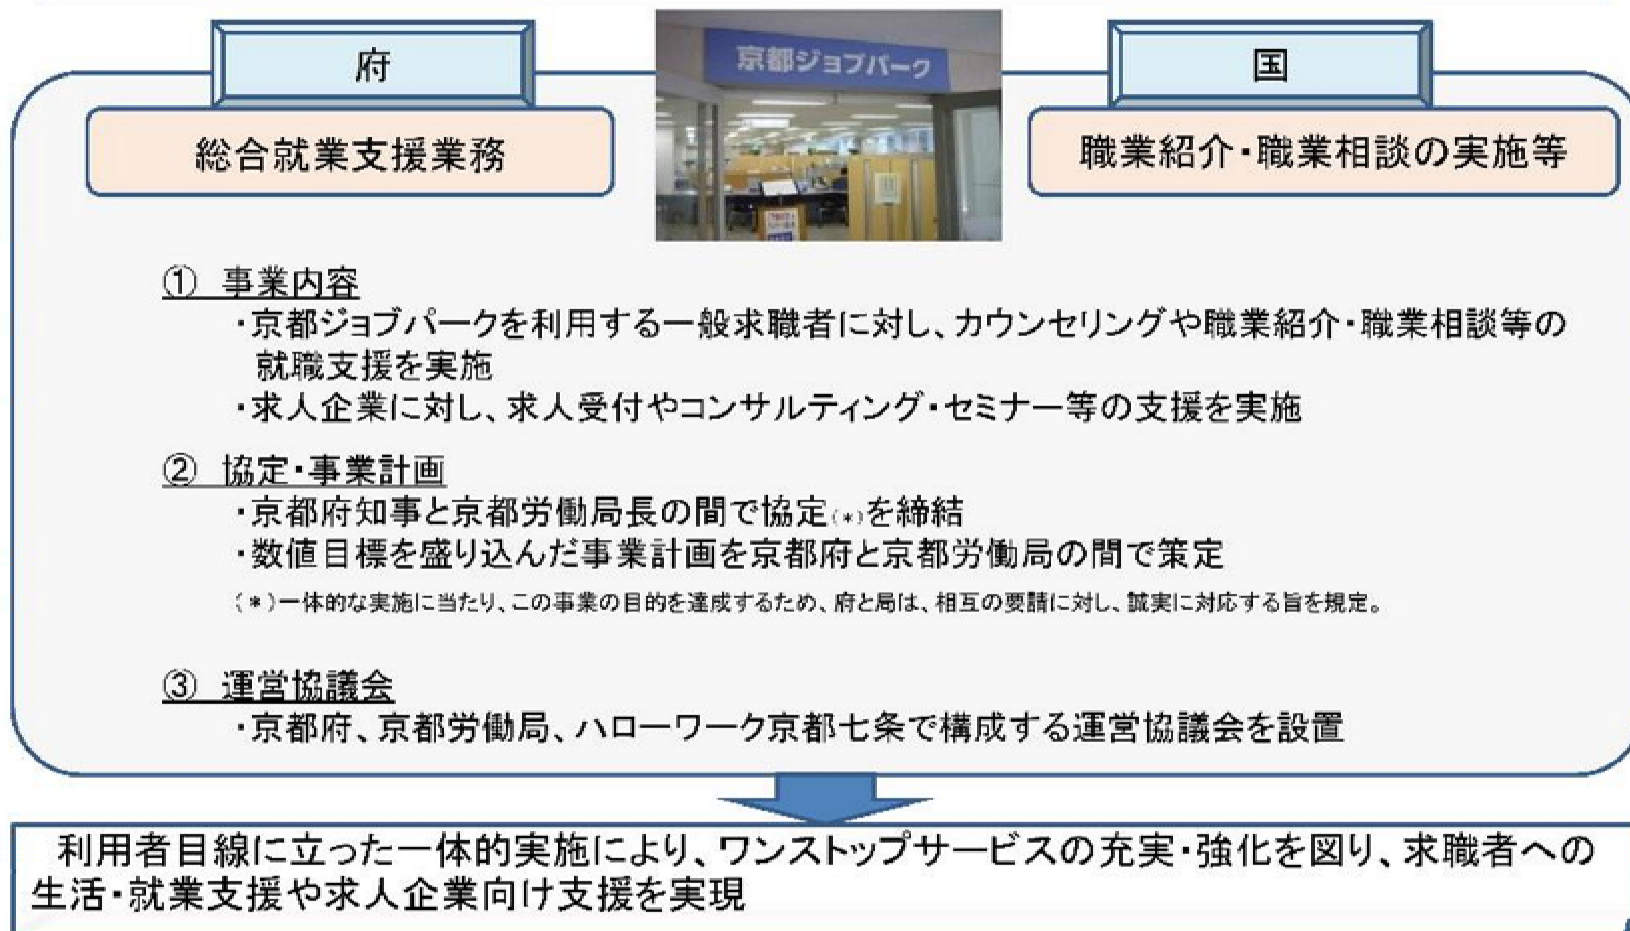 府
京都ジョブパーク
国
総合就業支援業務
職業紹介・職業相談の実施等
① 事業内容
・京都ジョブパークを利用する一般求職者に対し、カウンセリングや職業紹介・職業相談等の
就職支援を実施
・求人企業に対し、求人受付やコンサルティング・セミナー等の支援を実施
② 協定・事業計画
・京都府知事と京都労働局長の間で協定(*)を締結
・数値目標を盛り込んだ事業計画を京都府と京都労働局の間で策定
(*)一体的な実施に当たり、この事業の目的を達成するため、府と局は、相互の要請に対し、誠実に対応する旨を規定。
③ 運営協議会
・京都府、京都労働局、ハローワーク京都七条で構成する運営協議会を設置
利用者目線に立った一体的実施により、ワンストップサービスの充実・強化を図り、求職者への
生活・就業支援や求人企業向け支援を実現